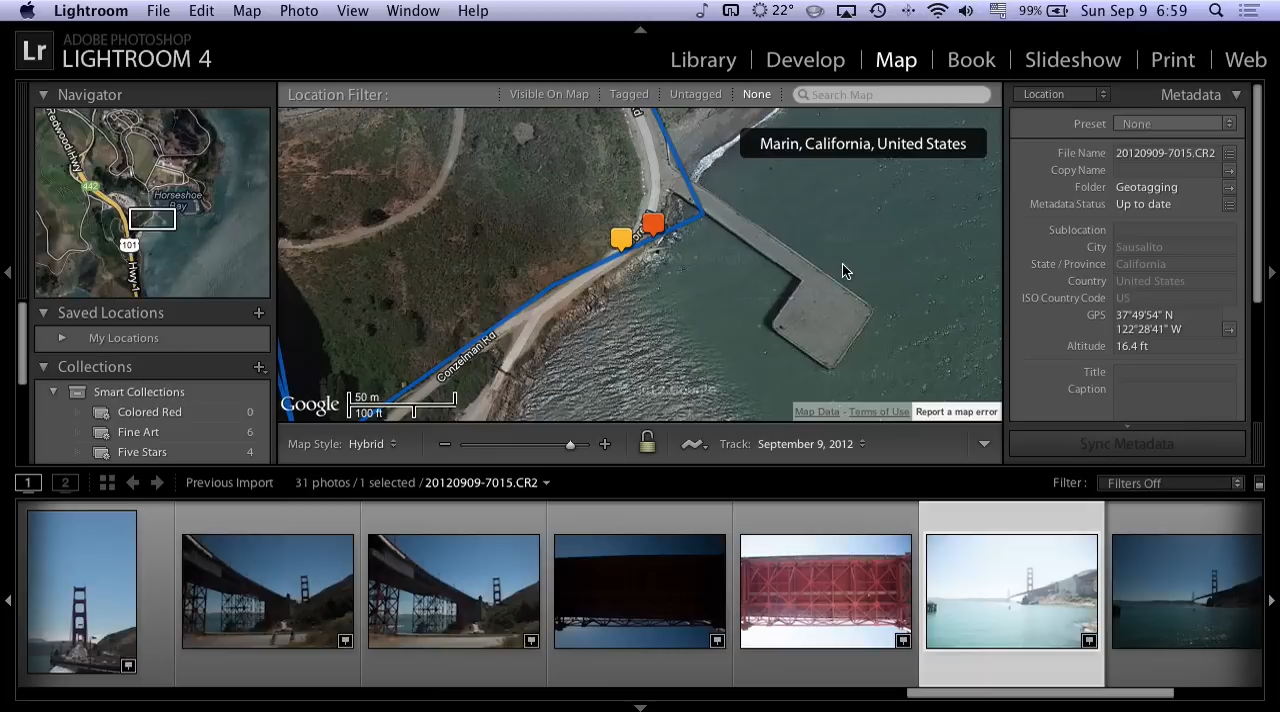 Lightroom File Edit Map Photo View Window Help 22° 99% Sun Sep 9 6:59
Lr ADOBE PHOTOSHOP
LIGHTROOM 4
Library Develop Map Book Slideshow Print Web
Navigator
Redwood Hwy
442
Horseshoe
Bay
101
Hwy-1
Saved Locations
My Locations
Collections
Smart Collections
Colored Red 0
Fine Art 6
Five Stars 4
Location Filter: Visible On Map Tagged Untagged None Search Map
Marin, California, United States
Conzelman Rd
Google
50 m
100 ft
Map Data - Terms of Use Report a map error
Map Style: Hybrid Track: September 9, 2012
Location Metadata
Preset None
File Name 20120909-7015.CR2
Copy Name
Folder Geotagging
Metadata Status Up to date
Sublocation
City Sausalito
State / Province California
Country United States
ISO Country Code US
GPS 37°49'54" N
122°28'41" W
Altitude 16.4 ft
Title
Caption
Sync Metadata
1 2 Previous Import 31 photos / 1 selected / 20120909-7015.CR2 Filter : Filters Off